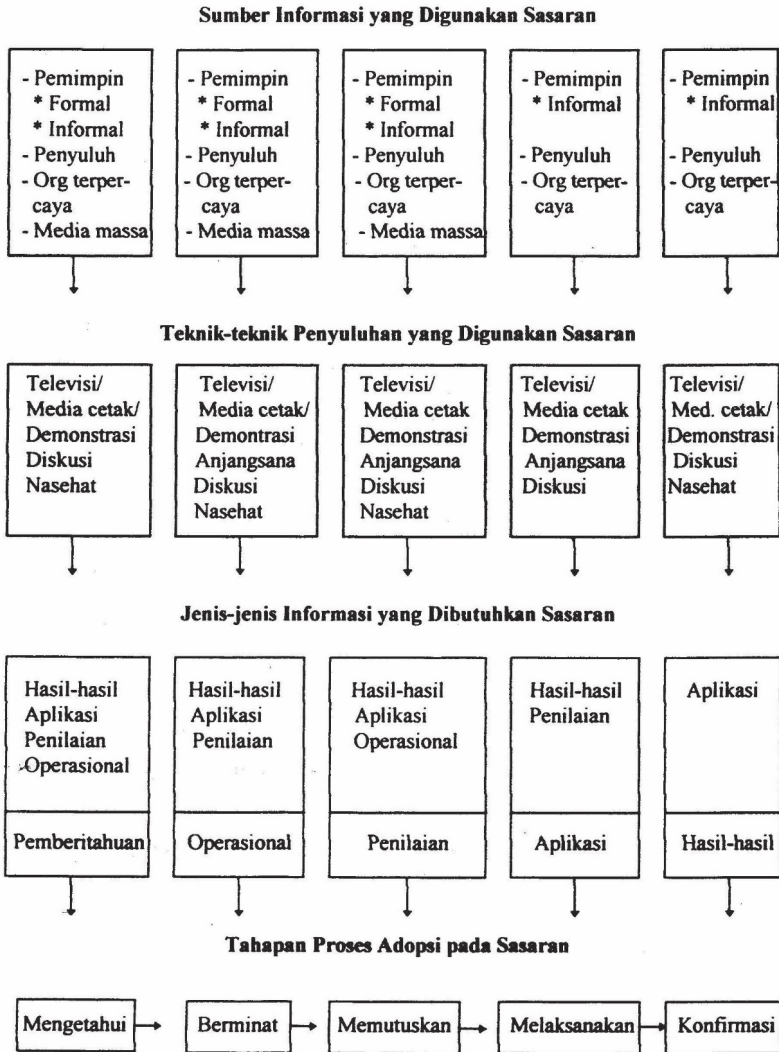 Sumber Informasi yang Digunakan Sasaran
- Pemimpin
* Formal
* Informal
- Penyuluh
- Org terper-
caya
- Media massa
- Pemimpin
* Formal
* Informal
- Penyuluh
- Org terper-
caya
- Media massa
- Pemimpin
* Formal
* Informal
- Penyuluh
- Org terper-
caya
- Media massa
- Pemimpin
* Informal
- Penyuluh
- Org terper-
caya
- Pemimpin
* Informal
- Penyuluh
- Org terper-
caya
Teknik-teknik Penyuluhan yang Digunakan Sasaran
Televisi/
Media cetak/
Demonstrasi
Diskusi
Nasehat
Televisi/
Media cetak/
Demontrasi
Anjangsana
Diskusi
Nasehat
Televisi/
Media cetak
Demonstrasi
Anjangsana
Diskusi
Nasehat
Televisi/
Media cetak
Demonstrasi
Anjangsana
Diskusi
Televisi/
Med. cetak/
Demonstrasi
Diskusi
Nasehat
Jenis-jenis Informasi yang Dibutuhkan Sasaran
Hasil-hasil
Aplikasi
Penilaian
Operasional
Pemberitahuan
Hasil-hasil
Aplikasi
Penilaian
Operasional
Hasil-hasil
Aplikasi
Operasional
Penilaian
Hasil-hasil
Penilaian
Aplikasi
Aplikasi
Hasil-hasil
Tahapan Proses Adopsi pada Sasaran
Mengetahui
Berminat
Memutuskan
Melaksanakan
Konfirmasi